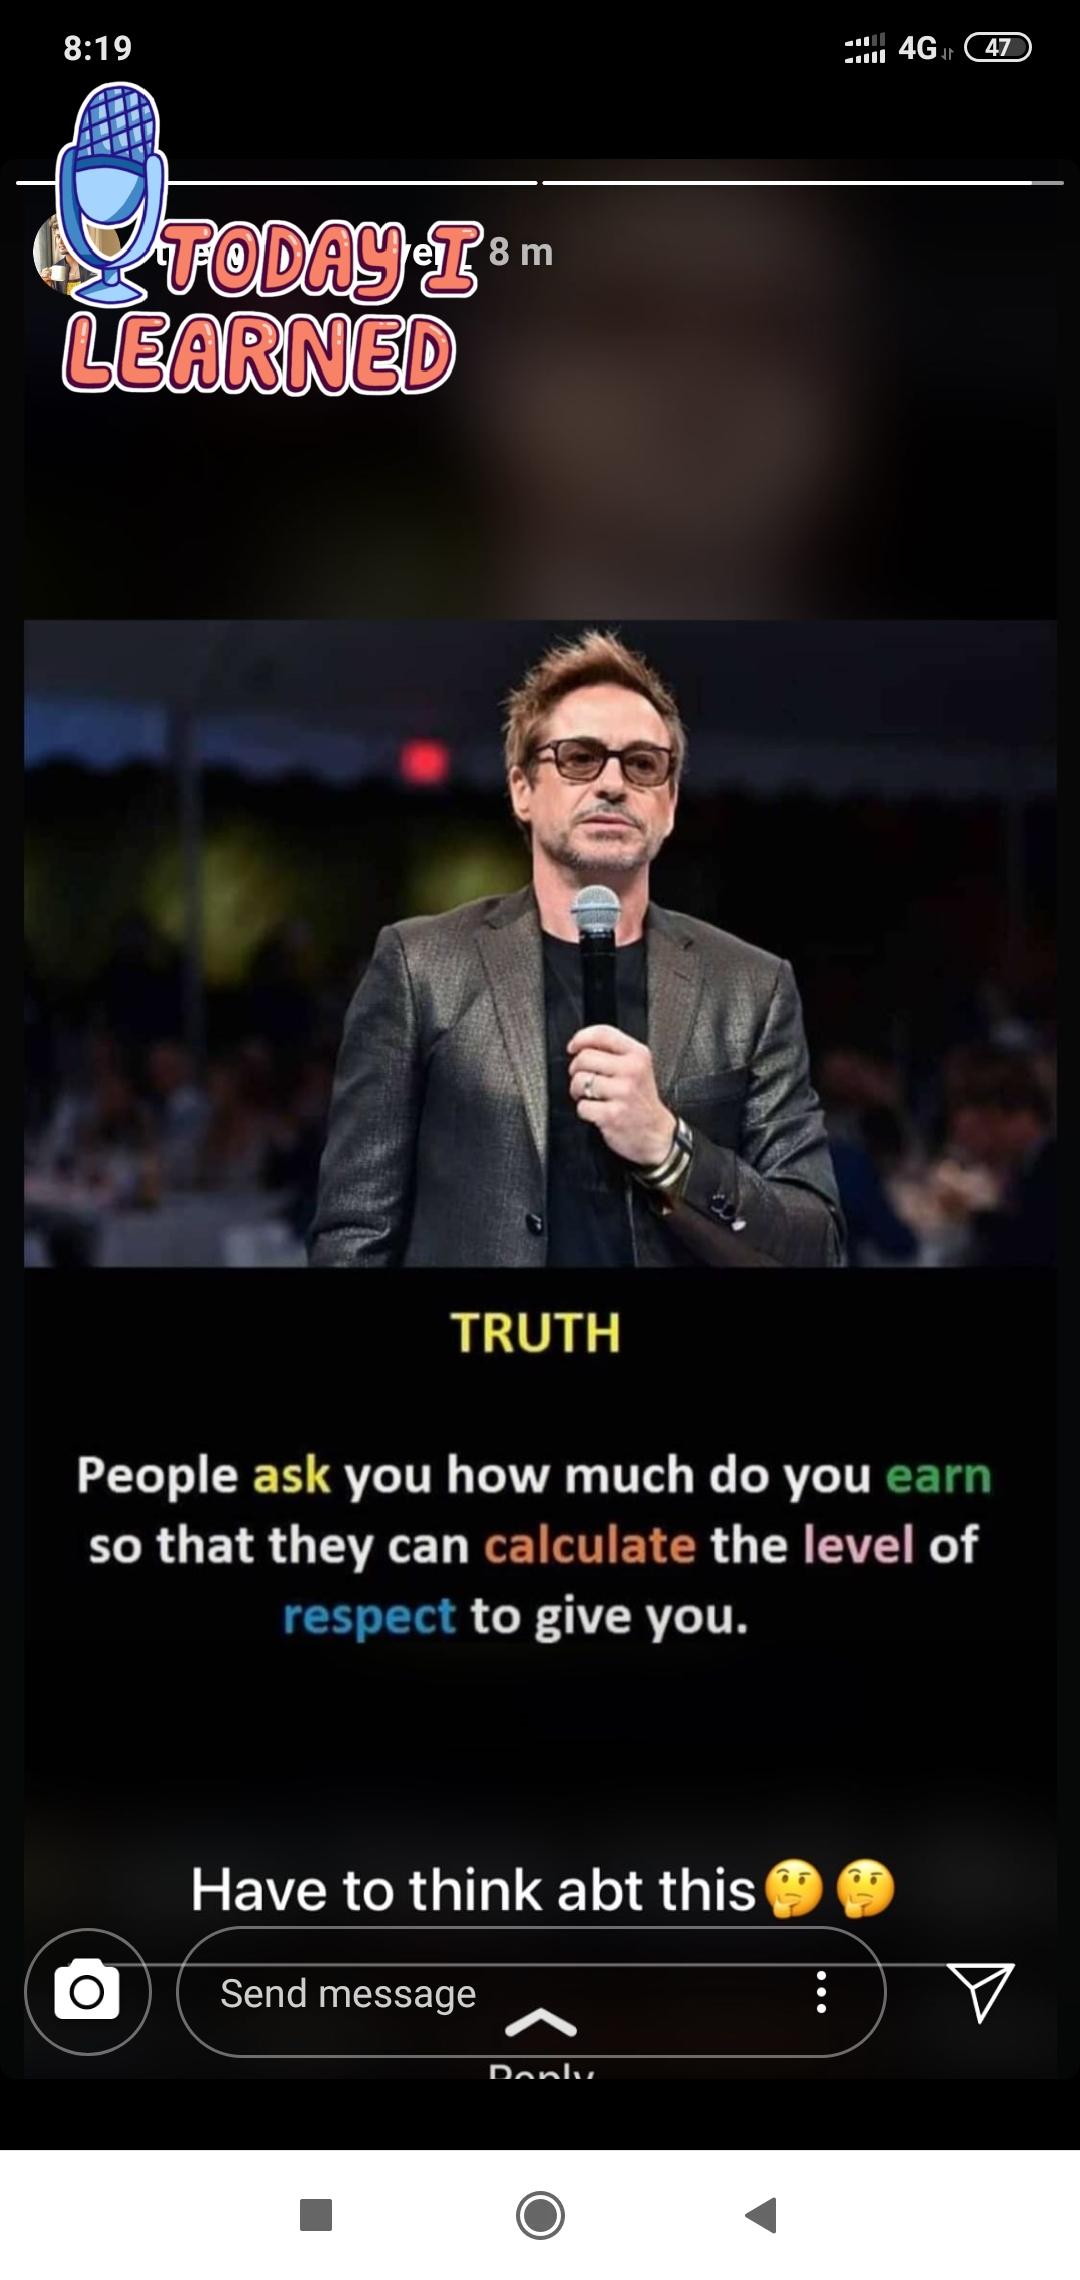 8:19
4G 47
8 m
TODAY I
LEARNED
TRUTH
People ask you how much do you earn
so that they can calculate the level of
respect to give you.
Have to think abt this🤔🤔
Send message
Reply